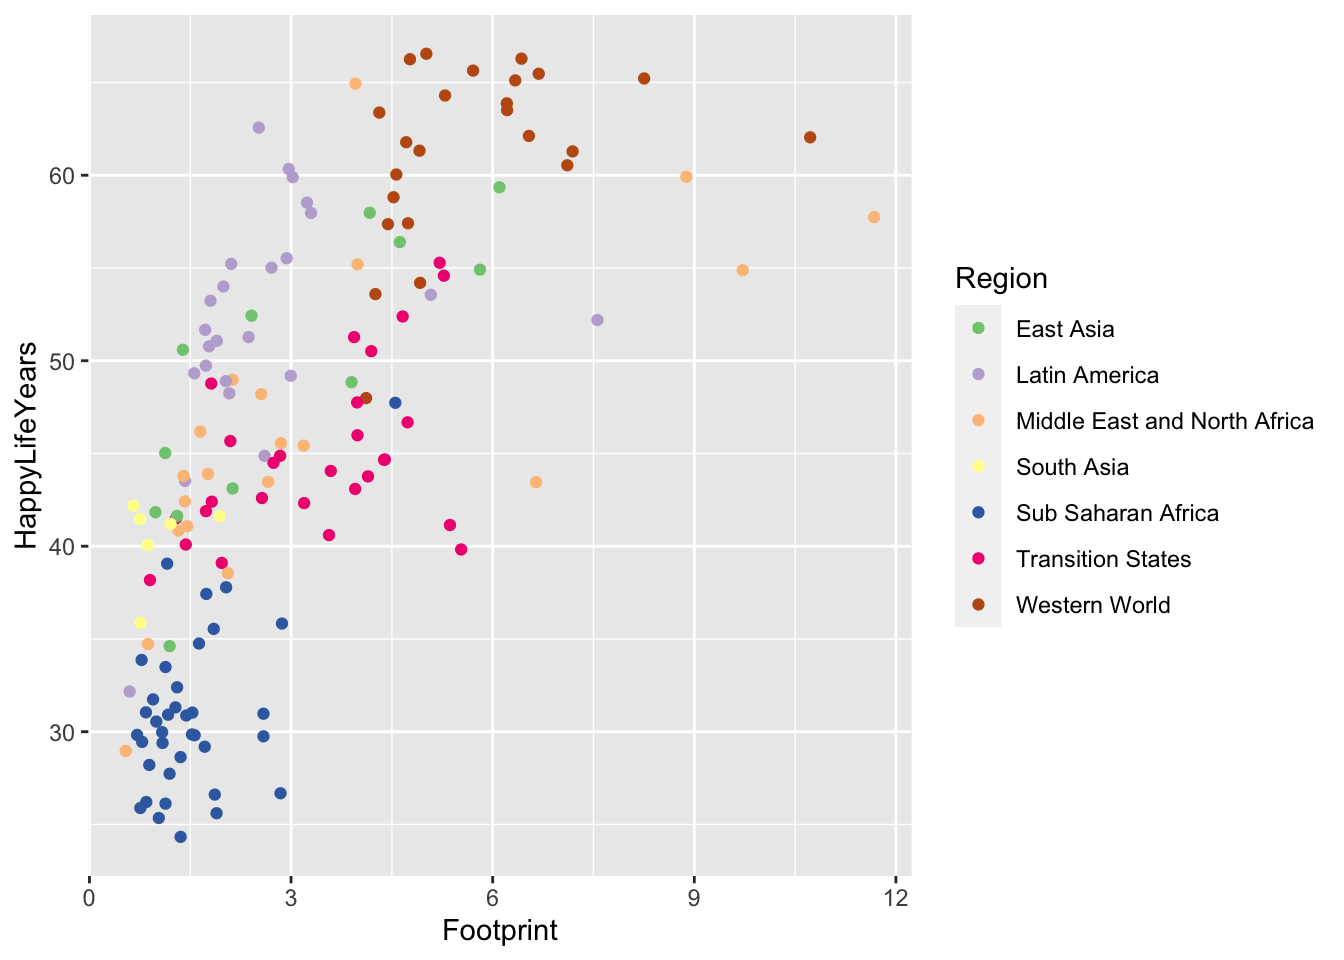 HappyLifeYears
60
50
40
30
0 3 6 9 12
Footprint
Region
East Asia
Latin America
Middle East and North Africa
South Asia
Sub Saharan Africa
Transition States
Western World